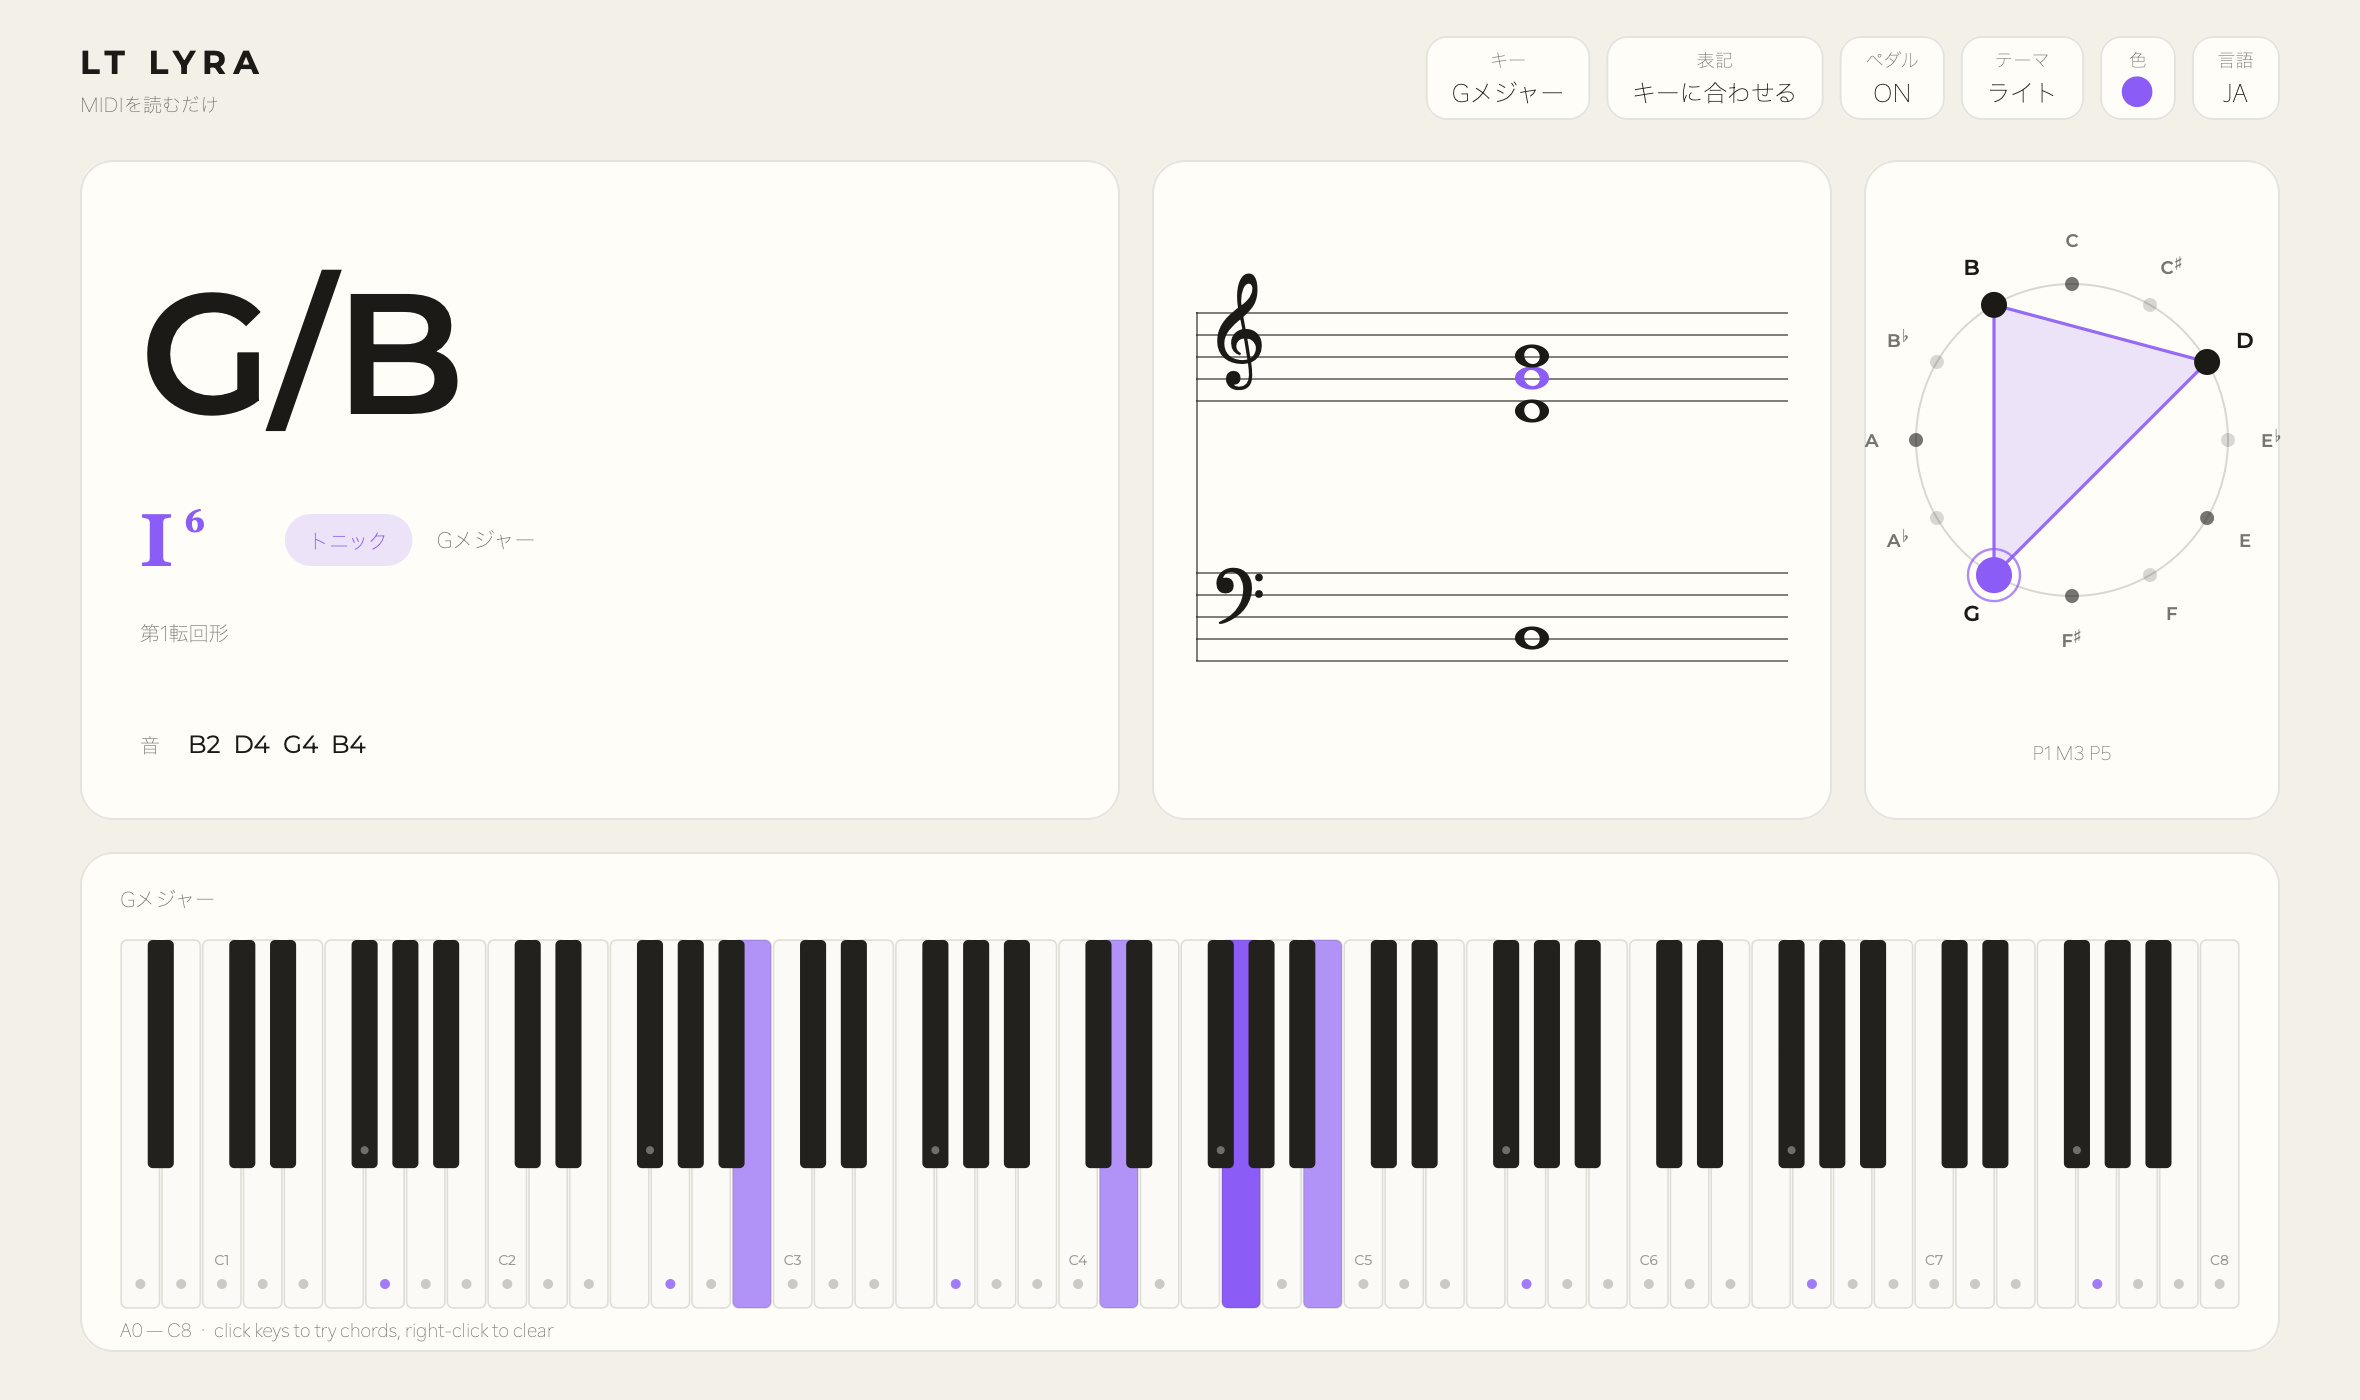 LT LYRA
MIDIを読むだけ
キー
Gメジャー
表記
キーに合わせる
ペダル
ON
テーマ
ライト
色
言語
JA
G/B
I⁶
トニック
Gメジャー
第1転回形
音 B2 D4 G4 B4
C
C♯
D
E♭
E
F
F♯
G
A♭
A
B♭
B
P1 M3 P5
Gメジャー
C1 C2 C3 C4 C5 C6 C7 C8
A0 — C8 · click keys to try chords, right-click to clear